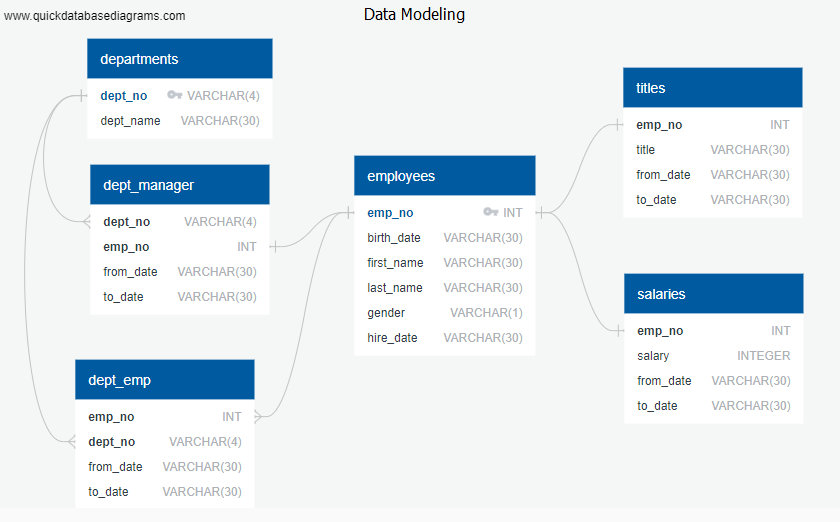 www.quickdatabasediagrams.com
Data Modeling
departments
dept_no VARCHAR(4)
dept_name VARCHAR(30)
dept_manager
dept_no VARCHAR(4)
emp_no INT
from_date VARCHAR(30)
to_date VARCHAR(30)
dept_emp
emp_no INT
dept_no VARCHAR(4)
from_date VARCHAR(30)
to_date VARCHAR(30)
employees
emp_no INT
birth_date VARCHAR(30)
first_name VARCHAR(30)
last_name VARCHAR(30)
gender VARCHAR(1)
hire_date VARCHAR(30)
titles
emp_no INT
title VARCHAR(30)
from_date VARCHAR(30)
to_date VARCHAR(30)
salaries
emp_no INT
salary INTEGER
from_date VARCHAR(30)
to_date VARCHAR(30)